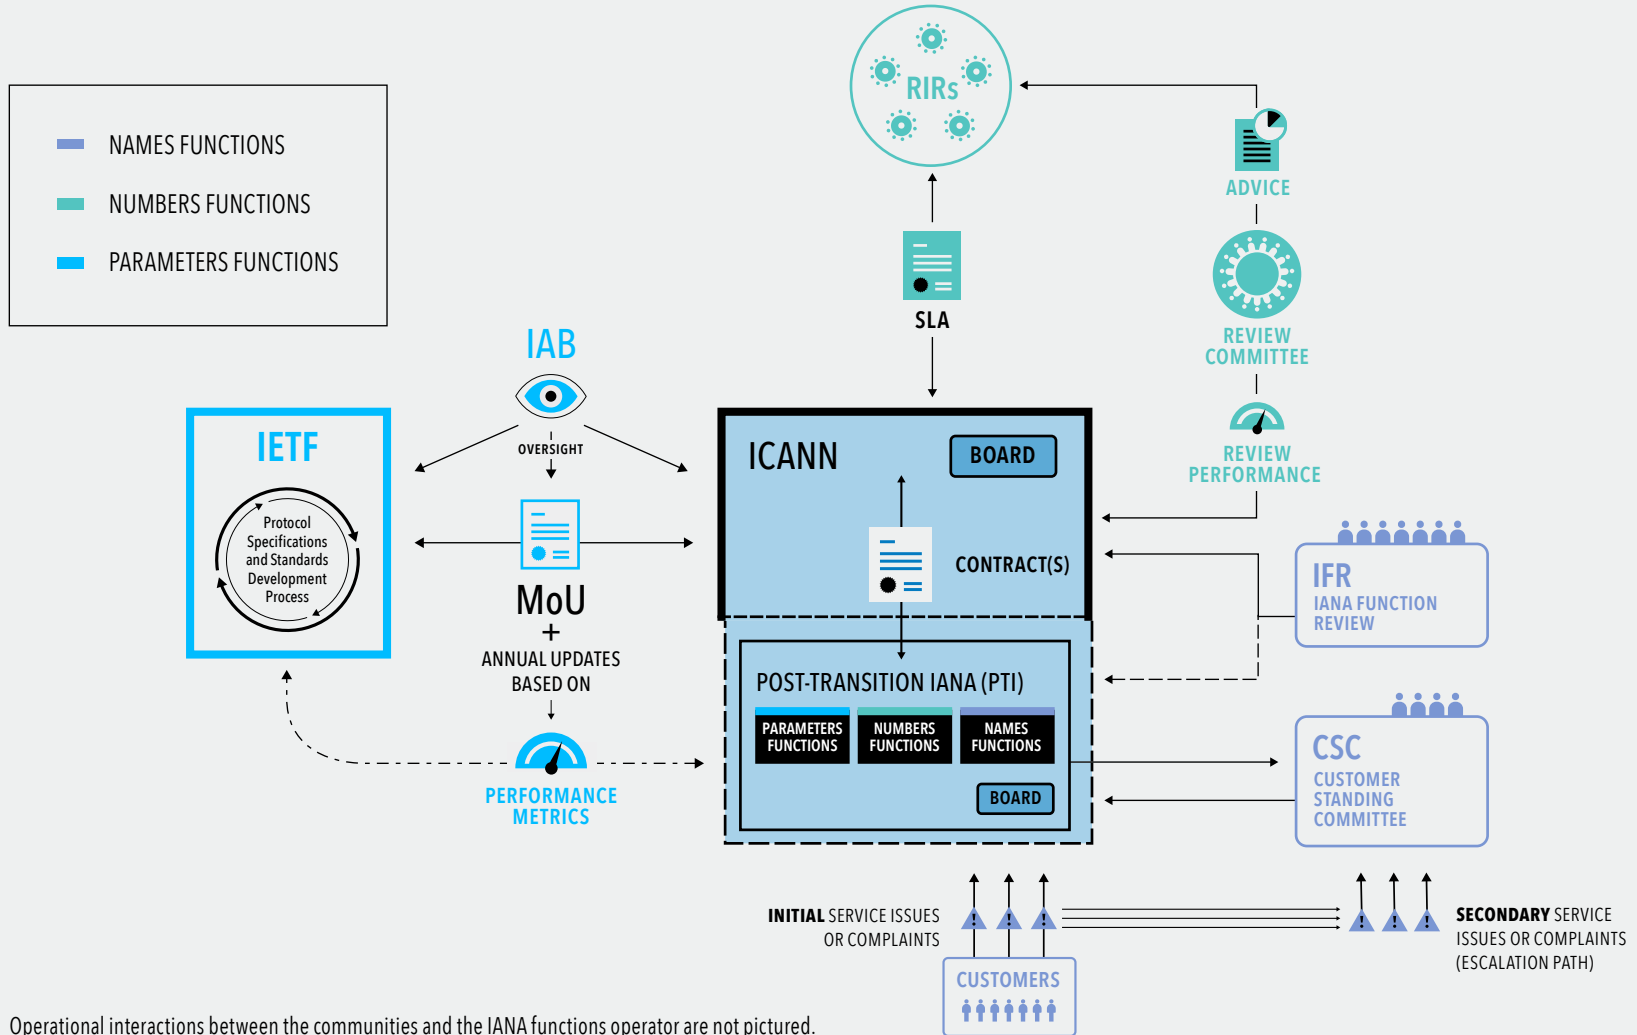 NAMES FUNCTIONS
NUMBERS FUNCTIONS
PARAMETERS FUNCTIONS
RIRs
ADVICE
SLA
REVIEW
COMMITTEE
REVIEW
PERFORMANCE
IAB
OVERSIGHT
IETF
Protocol
Specifications
and Standards
Development
Process
MoU
+
ANNUAL UPDATES
BASED ON
PERFORMANCE
METRICS
ICANN
BOARD
CONTRACT(S)
POST-TRANSITION IANA (PTI)
PARAMETERS
FUNCTIONS
NUMBERS
FUNCTIONS
NAMES
FUNCTIONS
BOARD
IFR
IANA FUNCTION
REVIEW
CSC
CUSTOMER
STANDING
COMMITTEE
INITIAL SERVICE ISSUES
OR COMPLAINTS
! ! !
! ! !
SECONDARY SERVICE
ISSUES OR COMPLAINTS
(ESCALATION PATH)
CUSTOMERS
Operational interactions between the communities and the IANA functions operator are not pictured.